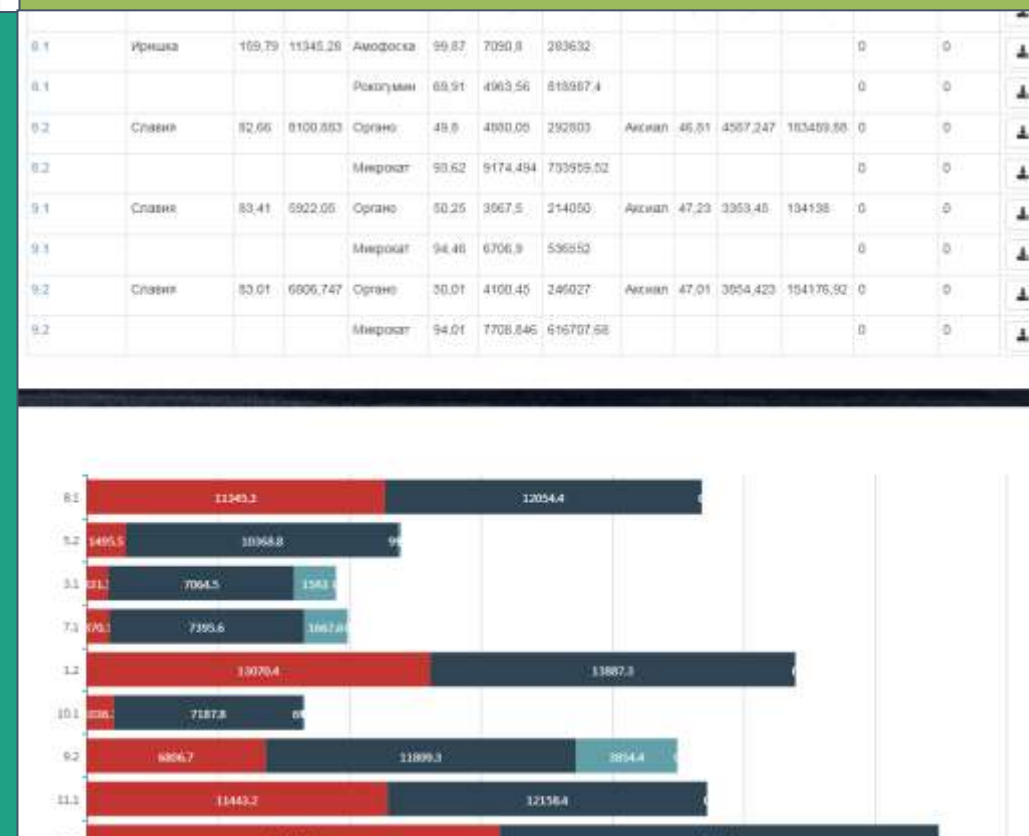 8.1 Иришка 169,79 11345,28 Амофоска 99,87 7090,8 283632 0 0
8.1 Рокогумин 69,91 4963,56 0 0
8.2 Славия 82,66 8100,883 Органо 49,8 4880,05 292803 Аксиал 46,81 4587,247 183489,88 0 0
8.2 Микрокат 93,62 9174,494 733959,52 0 0
9.1 Славия 83,41 5922,05 Органо 50,25 3567,5 214050 Аксиал 47,23 3353,45 134138 0 0
9.1 Микрокат 94,46 6706,9 536552 0 0
9.2 Славия 83,01 6806,747 Органо 50,01 4100,45 246027 Аксиал 47,01 3854,423 154176,92 0 0
9.2 Микрокат 94,01 7708,846 616707,68 0 0
8.1 11345.3 12054.4
5.2 1495.5 10368.8
3.1 7064.5
7.1 7395.6
1.2 13070.4 13887.3
10.1 7187.8
9.2 6806.7 11809.3 3854.4
11.1 11443.2 12158.4